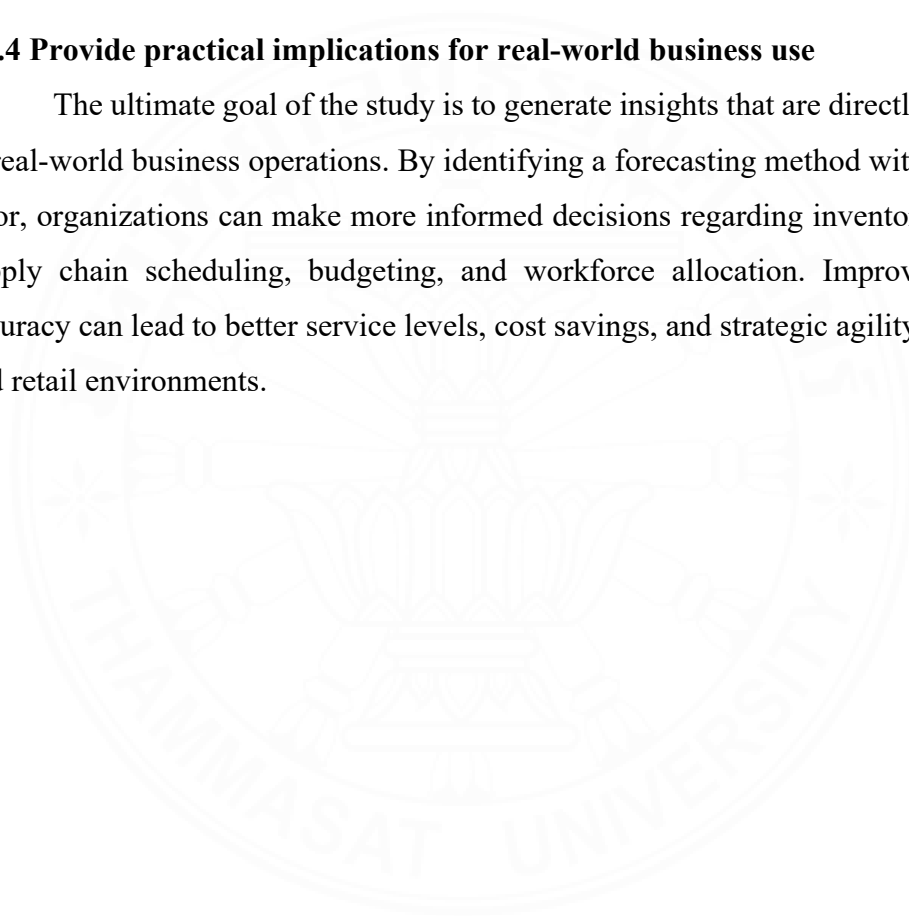 .4 Provide practical implications for real-world business use
The ultimate goal of the study is to generate insights that are directl
real-world business operations. By identifying a forecasting method wit
or, organizations can make more informed decisions regarding invento
ply chain scheduling, budgeting, and workforce allocation. Improv
uracy can lead to better service levels, cost savings, and strategic agility
retail environments.
THAMMASAT UNIVERSITY